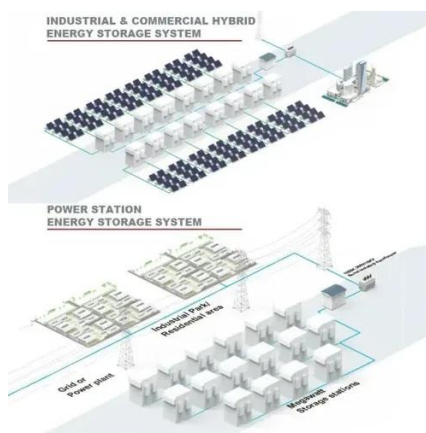 INDUSTRIAL & COMMERCIAL HYBRID
ENERGY STORAGE SYSTEM
POWER STATION
ENERGY STORAGE SYSTEM
Industrial Park/
Residential area
Grid or
Power plant
Megawatt
Storage stations